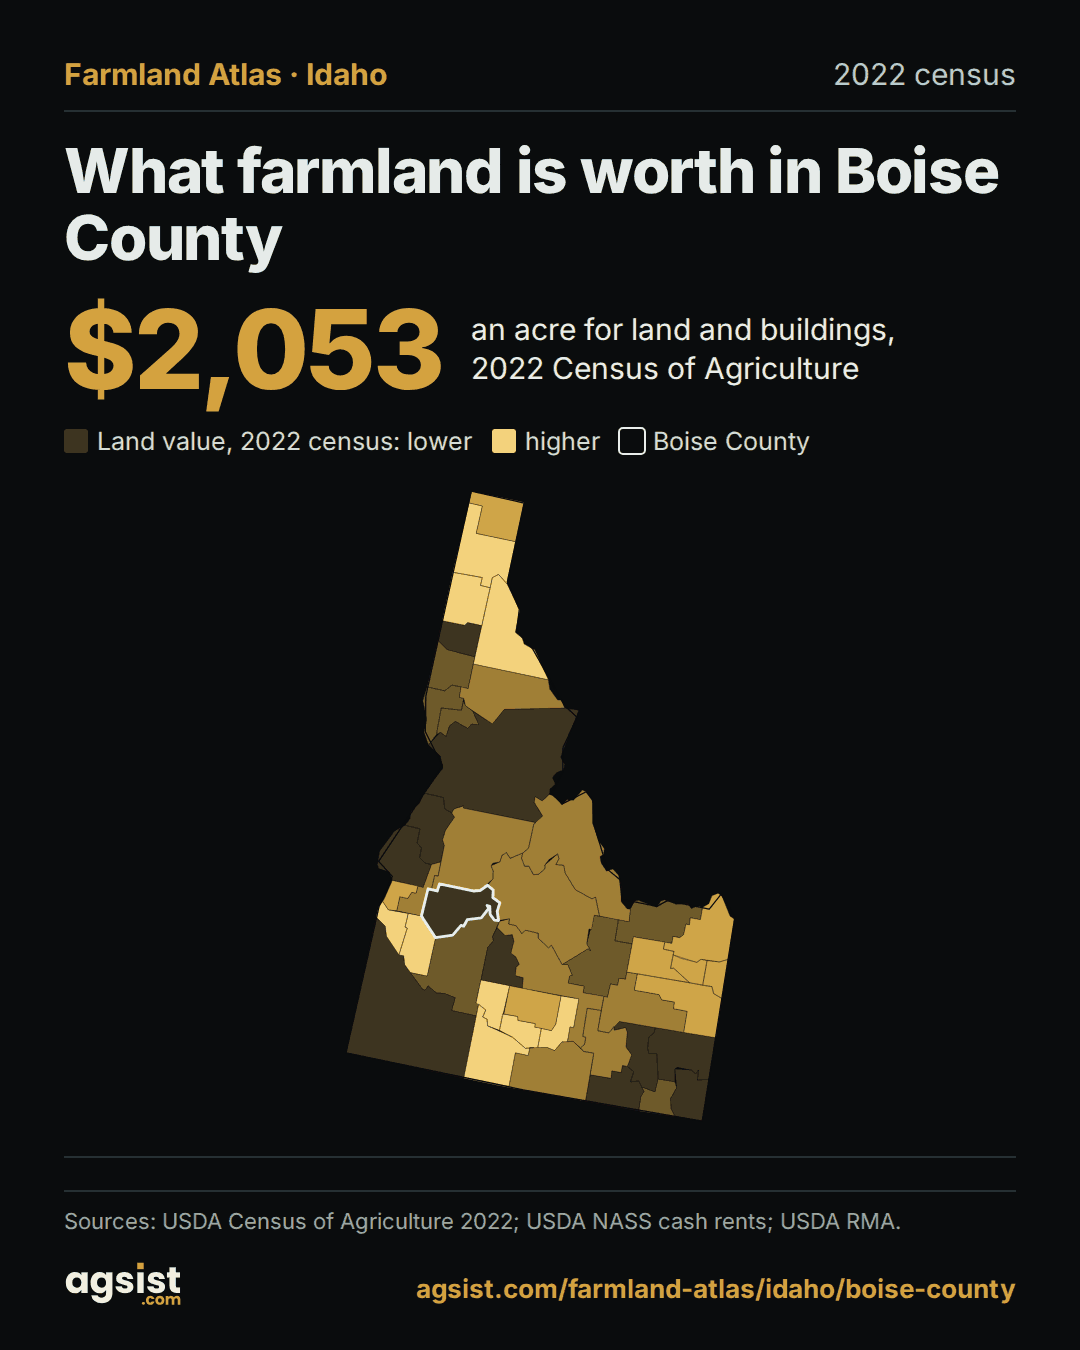 Farmland Atlas · Idaho
2022 census
What farmland is worth in Boise
County
$2,053
an acre for land and buildings,
2022 Census of Agriculture
Land value, 2022 census: lower
higher
Boise County
Sources: USDA Census of Agriculture 2022; USDA NASS cash rents; USDA RMA.
agsist
.com
agsist.com/farmland-atlas/idaho/boise-county